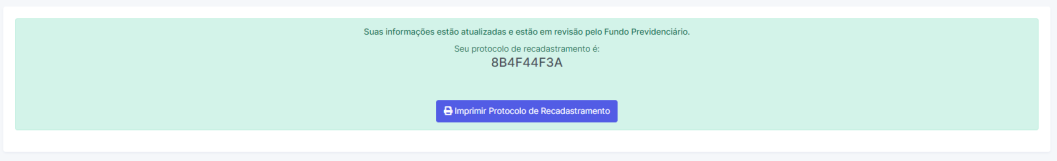 Suas informações estão atualizadas e estão em revisão pelo Fundo Previdenciário.
Seu protocolo de recadastramento é:
8B4F44F3A
Imprimir Protocolo de Recadastramento